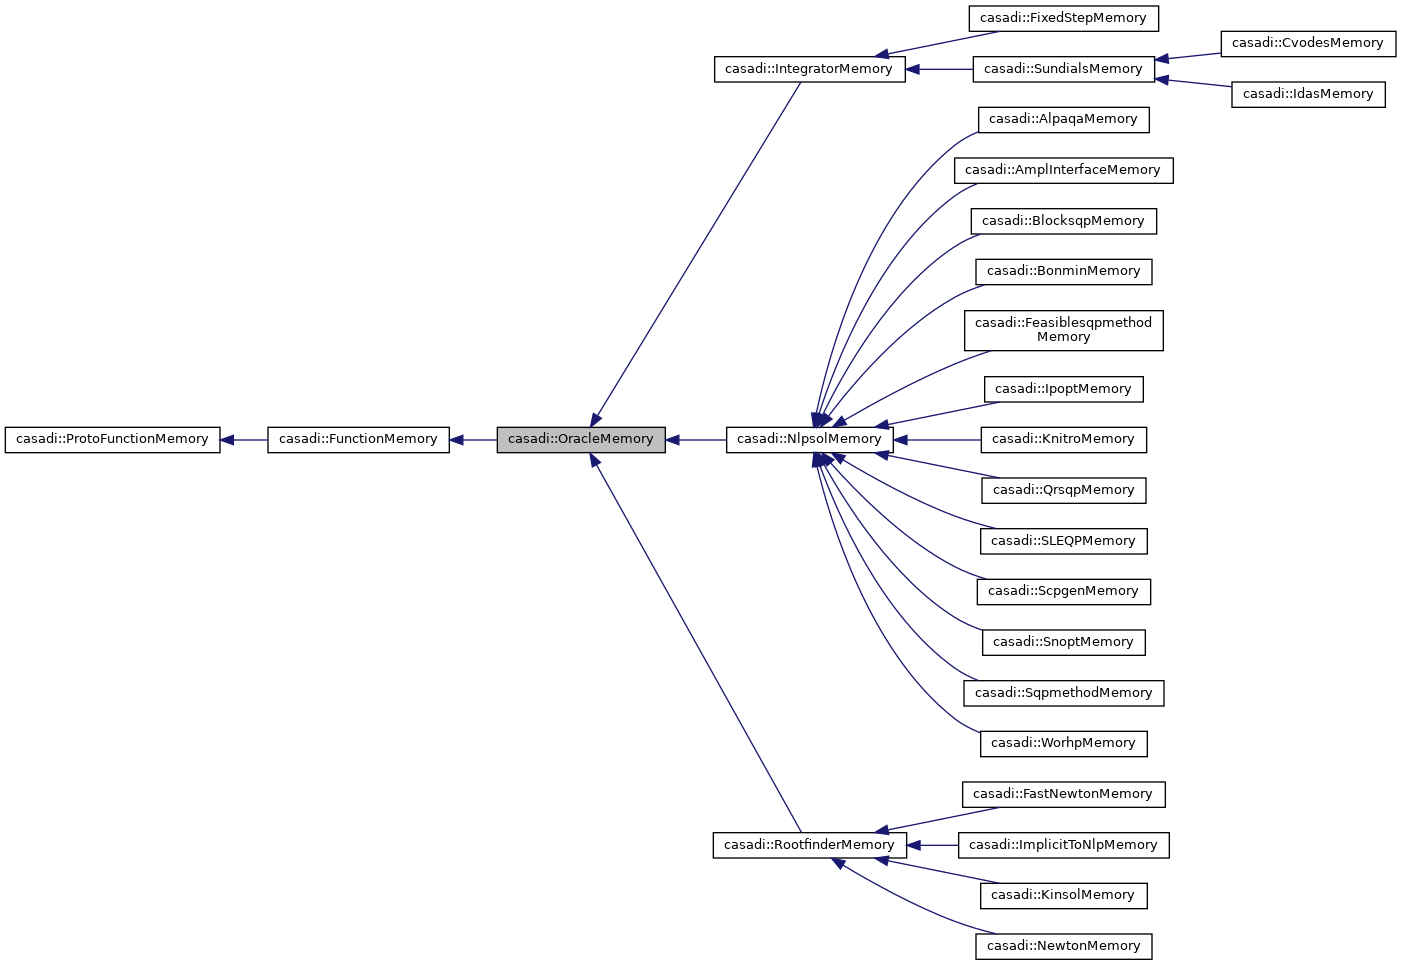 casadi::FixedStepMemory
casadi::CvodesMemory
casadi::IntegratorMemory
casadi::SundialsMemory
casadi::IdasMemory
casadi::AlpaqaMemory
casadi::AmplInterfaceMemory
casadi::BlocksqpMemory
casadi::BonminMemory
casadi::Feasiblesqpmethod
Memory
casadi::IpoptMemory
casadi::ProtoFunctionMemory
casadi::FunctionMemory
casadi::OracleMemory
casadi::NlpsolMemory
casadi::KnitroMemory
casadi::QrsqpMemory
casadi::SLEQPMemory
casadi::ScpgenMemory
casadi::SnoptMemory
casadi::SqpmethodMemory
casadi::WorhpMemory
casadi::FastNewtonMemory
casadi::RootfinderMemory
casadi::ImplicitToNlpMemory
casadi::KinsolMemory
casadi::NewtonMemory